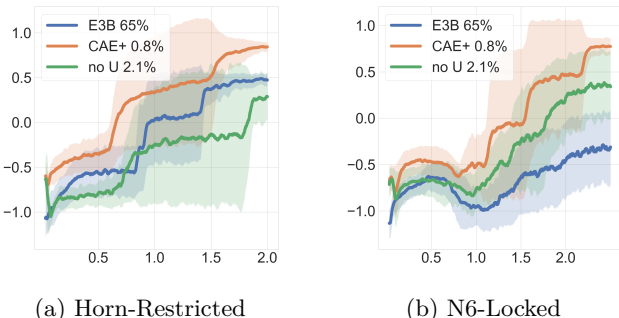 E3B 65%
CAE+ 0.8%
no U 2.1%
1.0
0.5
0.0
−0.5
−1.0
0.5 1.0 1.5 2.0
(a) Horn-Restricted
E3B 65%
CAE+ 0.8%
no U 2.1%
1.0
0.5
0.0
−0.5
−1.0
0.0 0.5 1.0 1.5 2.0
(b) N6-Locked